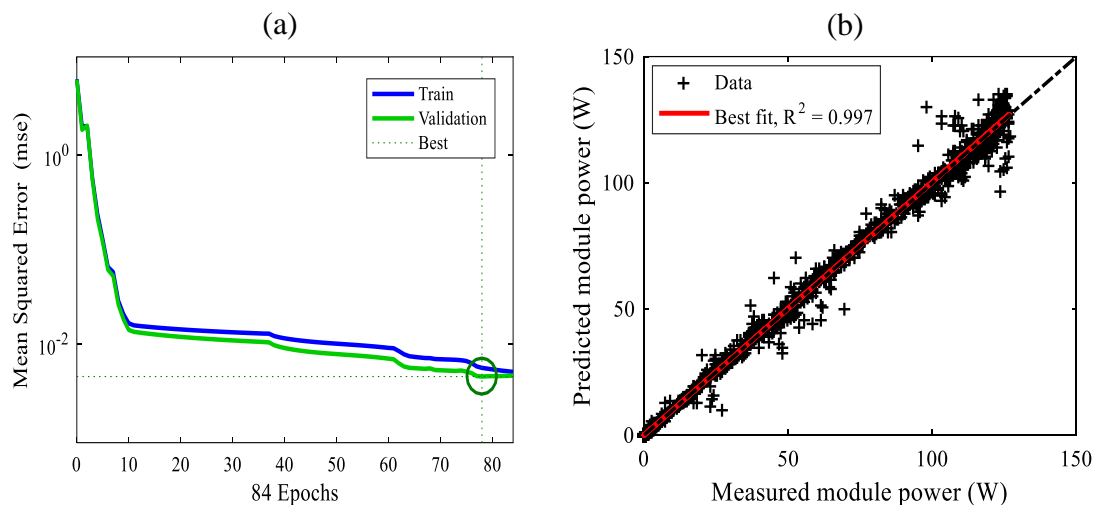 (a)
Mean Squared Error (mse)
10^0
10^-2
Train
Validation
Best
0 10 20 30 40 50 60 70 80
84 Epochs
(b)
Predicted module power (W)
150
100
50
0
Data
Best fit, R^2 = 0.997
0 50 100 150
Measured module power (W)